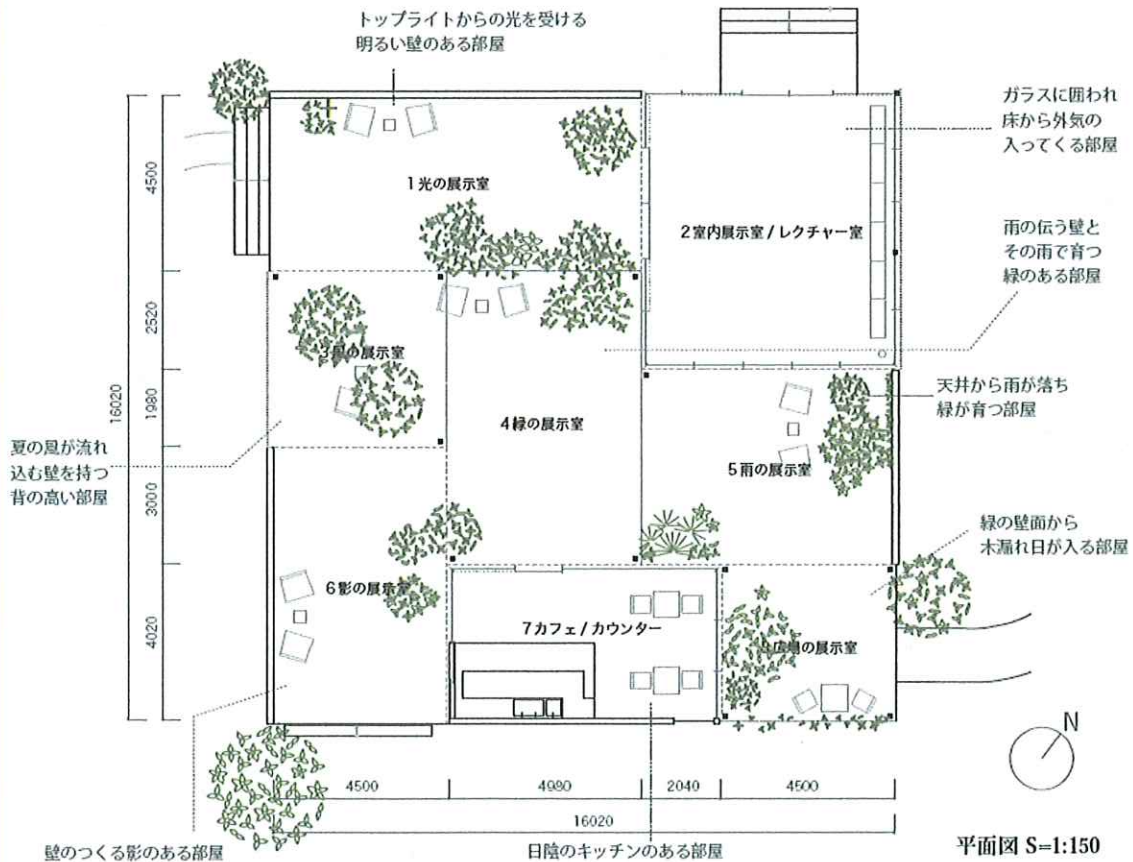 トップライトからの光を受ける
明るい壁のある部屋
ガラスに囲われ
床から外気の
入ってくる部屋
1光の展示室
2室内展示室 / レクチャー室
雨の伝う壁と
その雨で育つ
緑のある部屋
3風の展示室
4緑の展示室
天井から雨が落ち
緑が育つ部屋
5雨の展示室
夏の風が流れ
込む壁を持つ
背の高い部屋
緑の壁面から
木漏れ日が入る部屋
6影の展示室
7カフェ / カウンター
の展示室
4500
2520
1980
3000
4020
16020
4500
4980
2040
4500
16020
N
壁のつくる影のある部屋
日陰のキッチンのある部屋
平面図 S=1:150